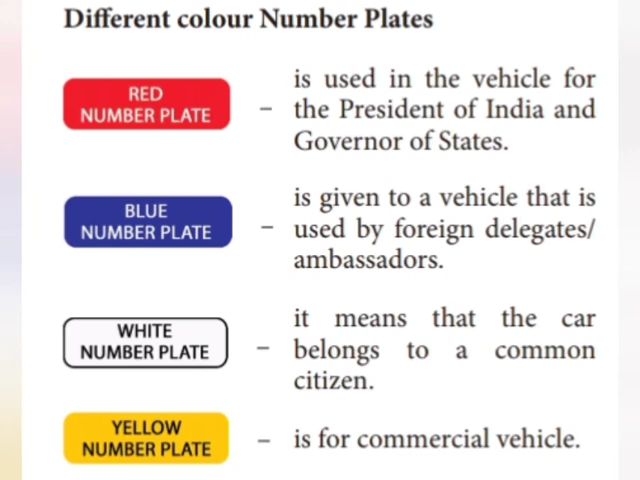 Different colour Number Plates
RED
NUMBER PLATE
–
is used in the vehicle for
the President of India and
Governor of States.
BLUE
NUMBER PLATE
–
is given to a vehicle that is
used by foreign delegates/
ambassadors.
WHITE
NUMBER PLATE
–
it means that the car
belongs to a common
citizen.
YELLOW
NUMBER PLATE
–
is for commercial vehicle.